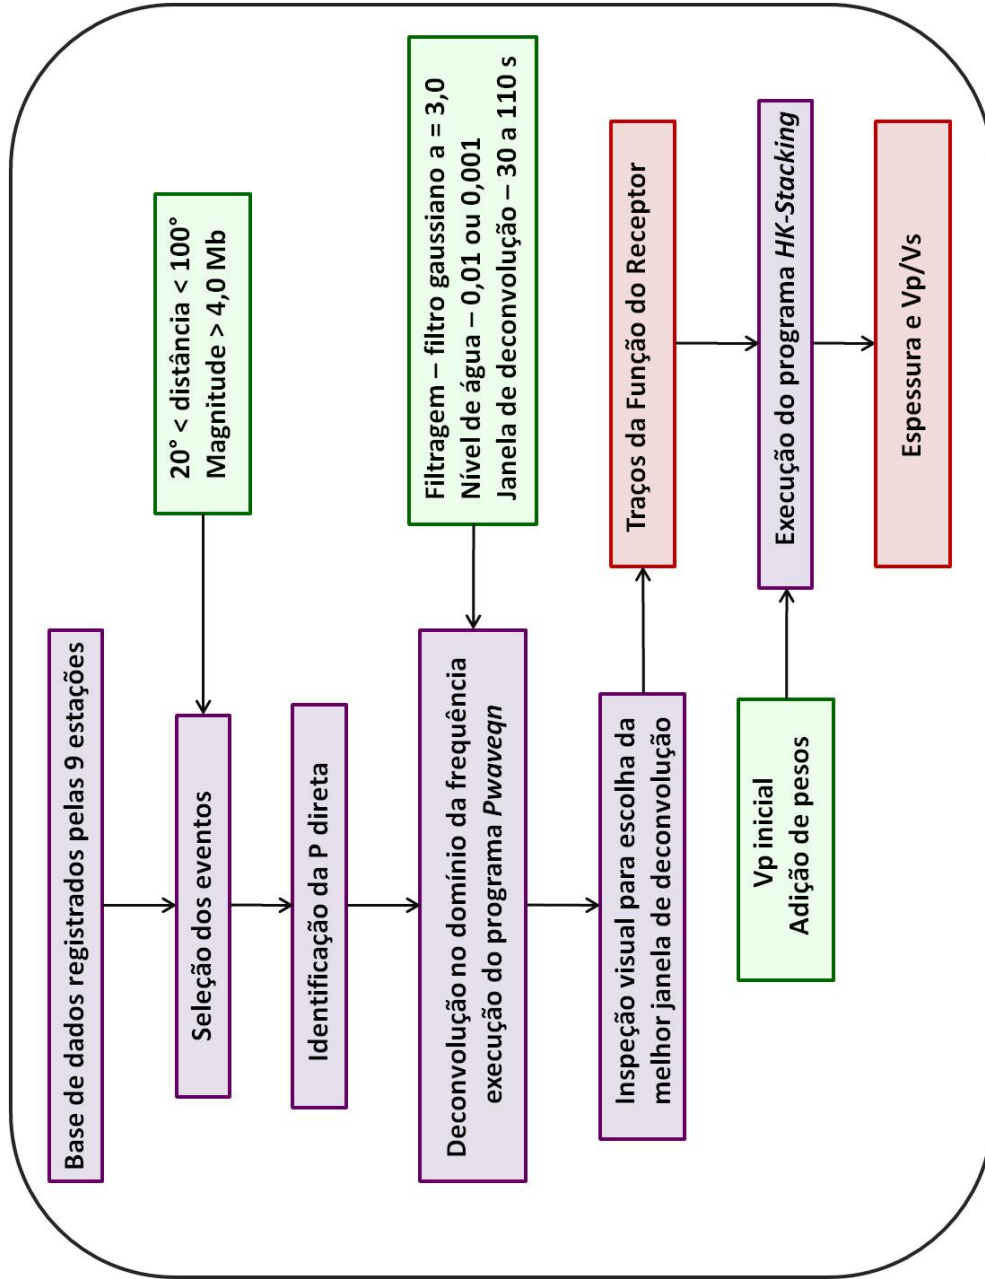 Base de dados registrados pelas 9 estações
20° < distância < 100°
Magnitude > 4,0 Mb
Seleção dos eventos
Identificação da P direta
Filtragem – filtro gaussiano a = 3,0
Nível de água – 0,01 ou 0,001
Janela de deconvolução – 30 a 110 s
Deconvolução no domínio da frequência
execução do programa Pwaveqn
Inspeção visual para escolha da
melhor janela de deconvolução
Traços da Função do Receptor
Vp inicial
Adição de pesos
Execução do programa HK-Stacking
Espessura e Vp/Vs